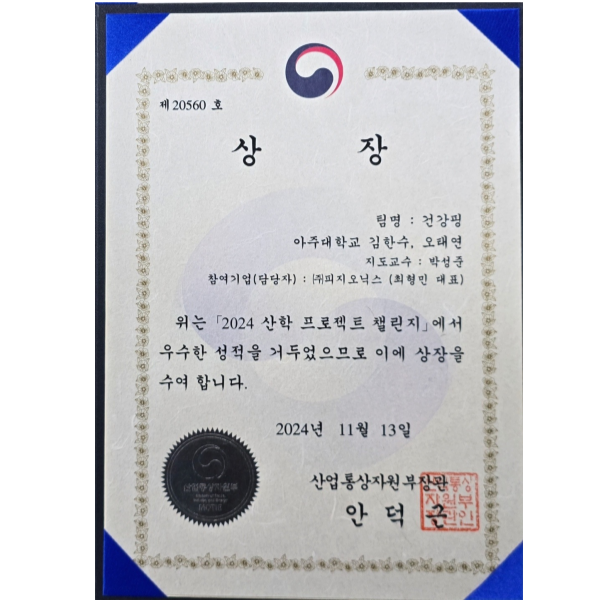 제20560 호
상 장
팀명 : 건강핑
아주대학교 김한수, 오태연
지도교수 : 박성준
참여기업(담당자) : ㈜피지오닉스 (최형민 대표)
위는 「2024 산학 프로젝트 챌린지」에서
우수한 성적을 거두었으므로 이에 상장을
수여 합니다.
2024년 11월 13일
산업통상자원부
산업통상자원부장관
안 덕 근